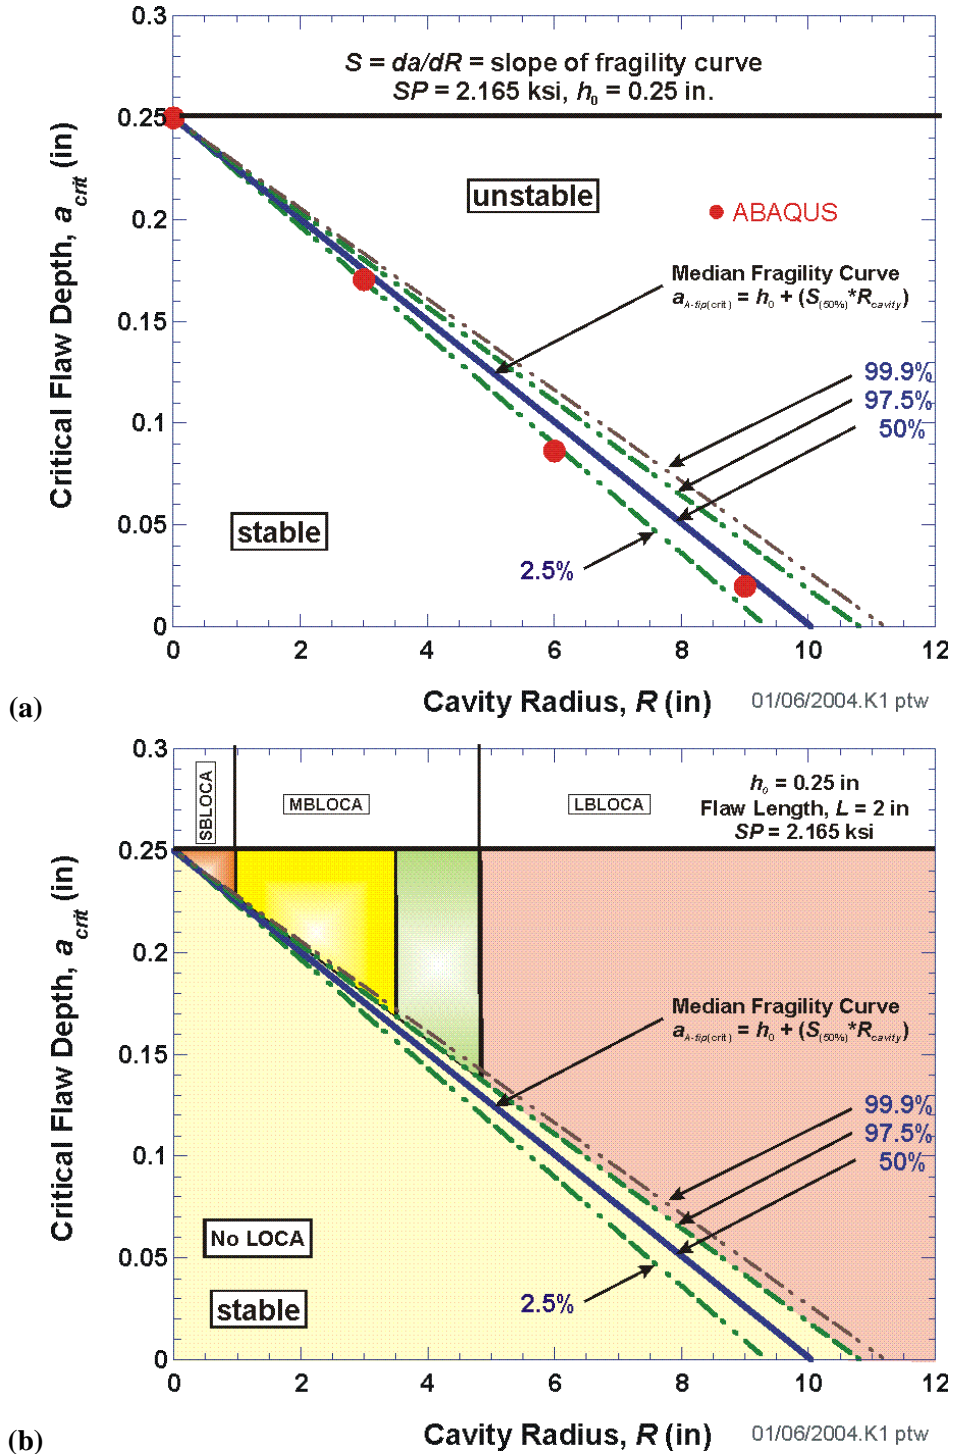 0.3
S = da/dR = slope of fragility curve
SP = 2.165 ksi, h0 = 0.25 in.
0.25
unstable
0.2
ABAQUS
Median Fragility Curve
aA-tip(crit) = h0 + (S(50%)*Rcavity)
0.15
99.9%
97.5%
0.1
50%
0.05
stable
2.5%
0
0 2 4 6 8 10 12
Critical Flaw Depth, acrit (in)
(a)
Cavity Radius, R (in)
01/06/2004.K1 ptw
0.3
SBLOCA
MBLOCA
LBLOCA
h0 = 0.25 in
Flaw Length, L = 2 in
SP = 2.165 ksi
0.25
0.2
Median Fragility Curve
aA-tip(crit) = h0 + (S(50%)*Rcavity)
0.15
99.9%
97.5%
0.1
50%
No LOCA
0.05
stable
2.5%
0
0 2 4 6 8 10 12
Critical Flaw Depth, acrit (in)
(b)
Cavity Radius, R (in)
01/06/2004.K1 ptw